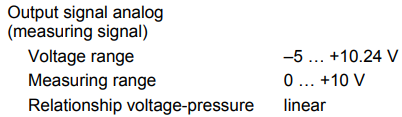 Output signal analog
(measuring signal)
Voltage range –5 … +10.24 V
Measuring range 0 … +10 V
Relationship voltage-pressure linear